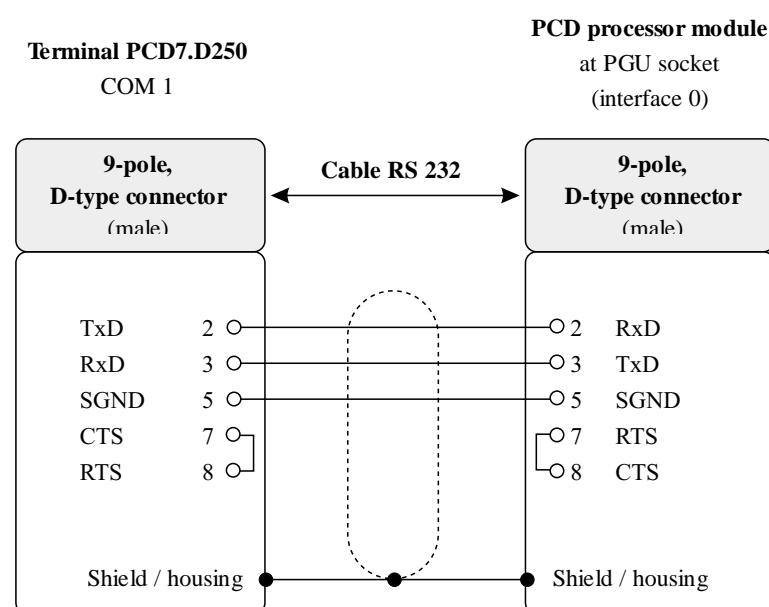 Terminal PCD7.D250
COM 1
PCD processor module
at PGU socket
(interface 0)
9-pole,
D-type connector
(male)
Cable RS 232
9-pole,
D-type connector
(male)
TxD 2 2 RxD
RxD 3 3 TxD
SGND 5 5 SGND
CTS 7 7 RTS
RTS 8 8 CTS
Shield / housing Shield / housing